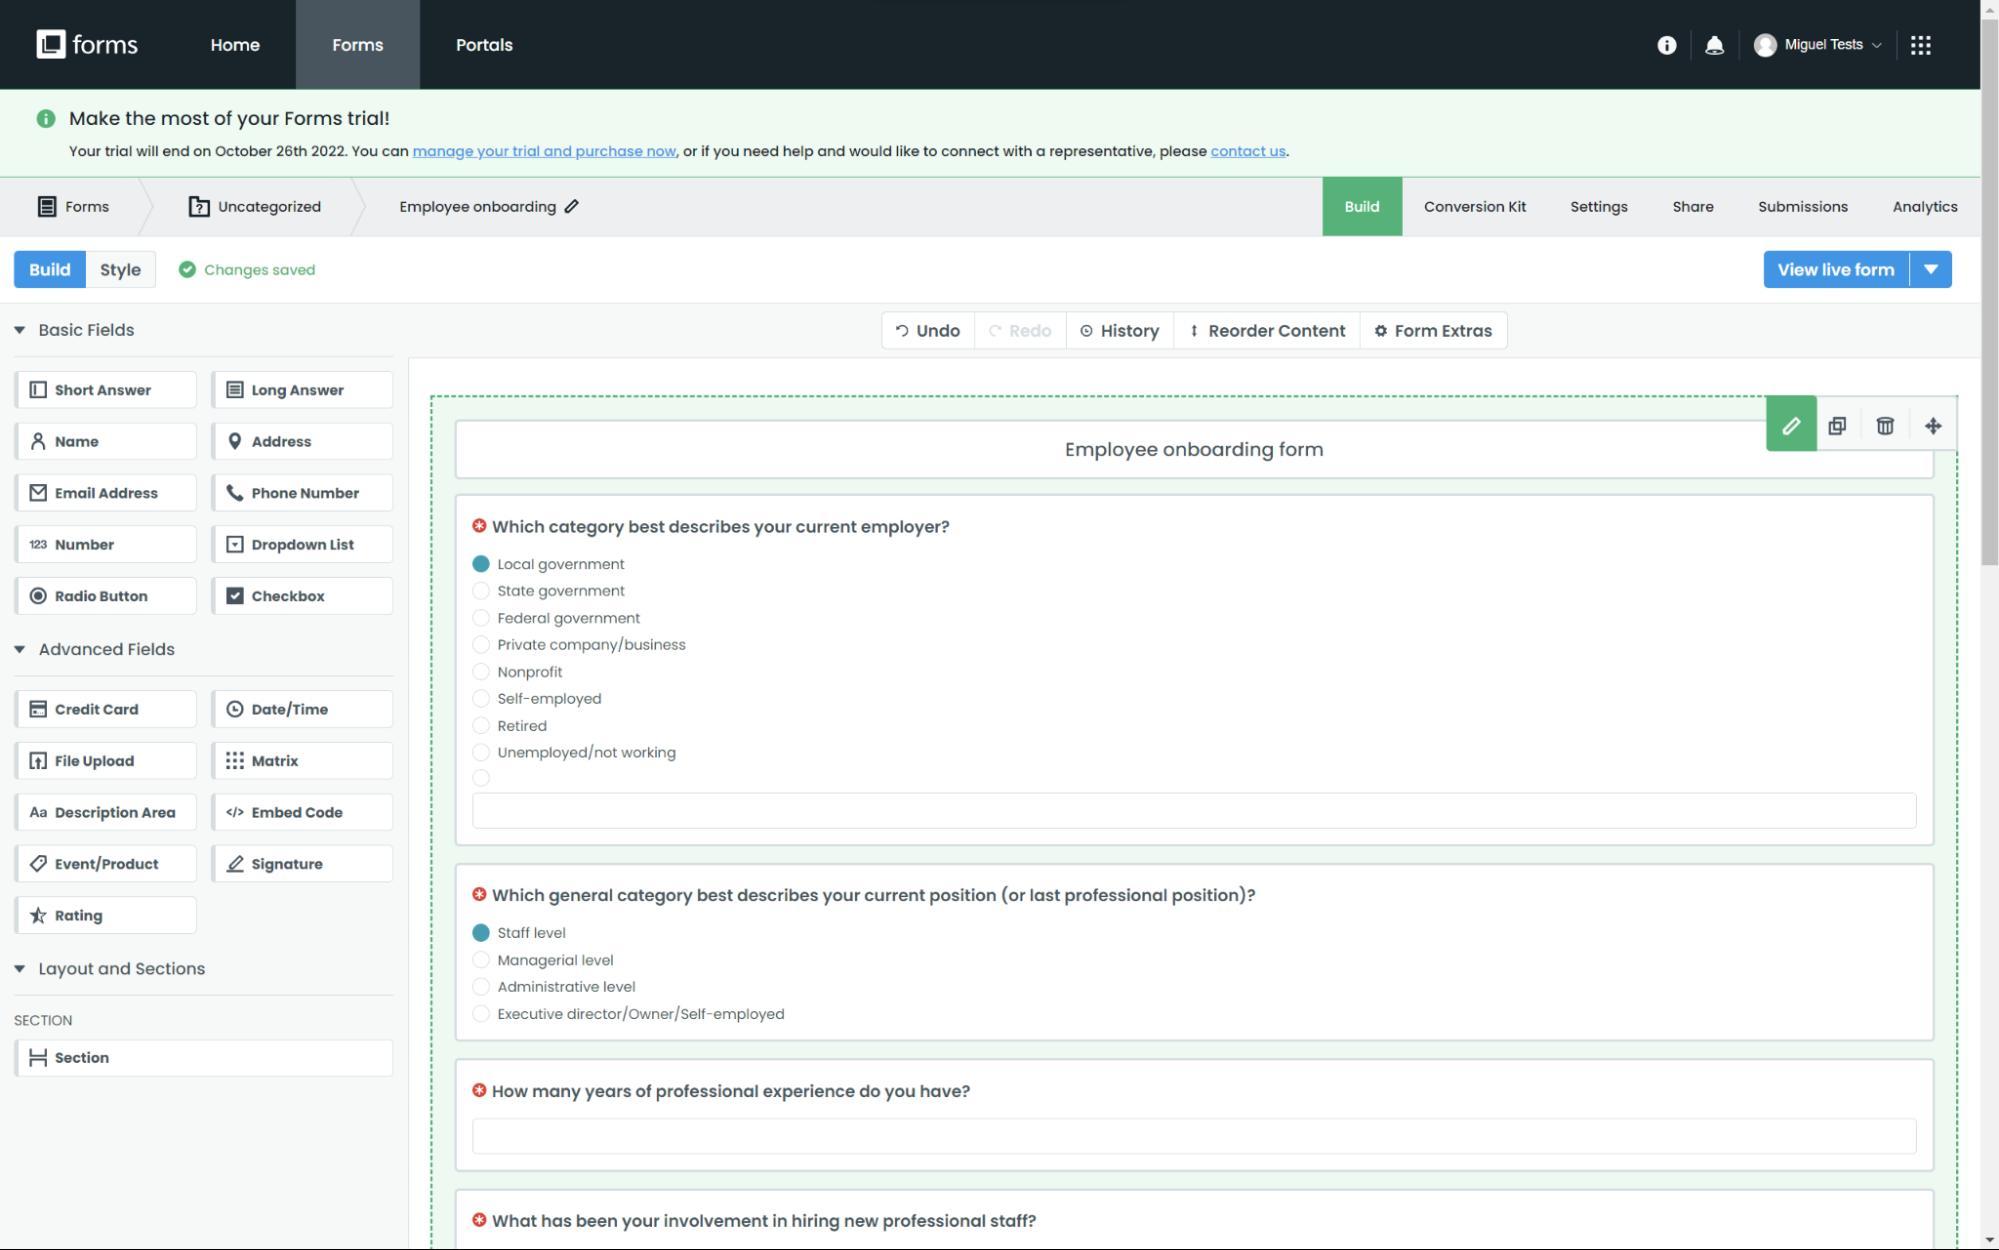 forms
Home
Forms
Portals
Miguel Tests
Make the most of your Forms trial!
Your trial will end on October 26th 2022. You can manage your trial and purchase now, or if you need help and would like to connect with a representative, please contact us.
Forms
Uncategorized
Employee onboarding
Build
Conversion Kit
Settings
Share
Submissions
Analytics
Build
Style
Changes saved
View live form
Basic Fields
Undo
Redo
History
Reorder Content
Form Extras
Short Answer
Long Answer
Name
Address
Email Address
Phone Number
123 Number
Dropdown List
Radio Button
Checkbox
Advanced Fields
Credit Card
Date/Time
File Upload
Matrix
Aa Description Area
</> Embed Code
Event/Product
Signature
Rating
Layout and Sections
SECTION
Section
Employee onboarding form
Which category best describes your current employer?
Local government
State government
Federal government
Private company/business
Nonprofit
Self-employed
Retired
Unemployed/not working
Which general category best describes your current position (or last professional position)?
Staff level
Managerial level
Administrative level
Executive director/Owner/Self-employed
How many years of professional experience do you have?
What has been your involvement in hiring new professional staff?